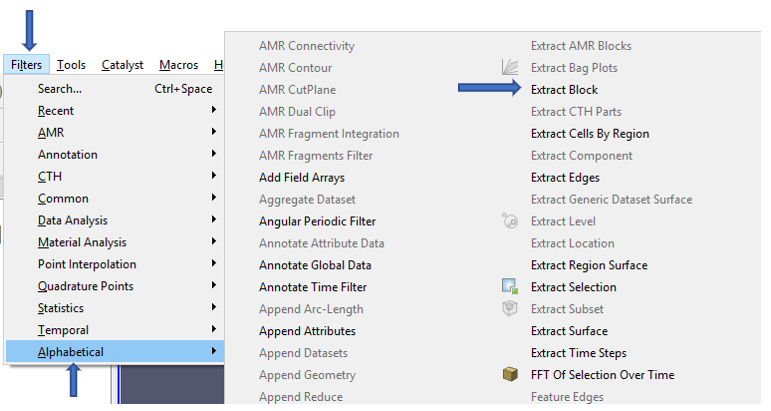 Filters Tools Catalyst Macros H
Search... Ctrl+Space
Recent
AMR
Annotation
CTH
Common
Data Analysis
Material Analysis
Point Interpolation
Quadrature Points
Statistics
Temporal
Alphabetical
AMR Connectivity
AMR Contour
AMR CutPlane
AMR Dual Clip
AMR Fragment Integration
AMR Fragments Filter
Add Field Arrays
Aggregate Dataset
Angular Periodic Filter
Annotate Attribute Data
Annotate Global Data
Annotate Time Filter
Append Arc-Length
Append Attributes
Append Datasets
Append Geometry
Append Reduce
Extract AMR Blocks
Extract Bag Plots
Extract Block
Extract CTH Parts
Extract Cells By Region
Extract Component
Extract Edges
Extract Generic Dataset Surface
Extract Level
Extract Location
Extract Region Surface
Extract Selection
Extract Subset
Extract Surface
Extract Time Steps
FFT Of Selection Over Time
Feature Edges